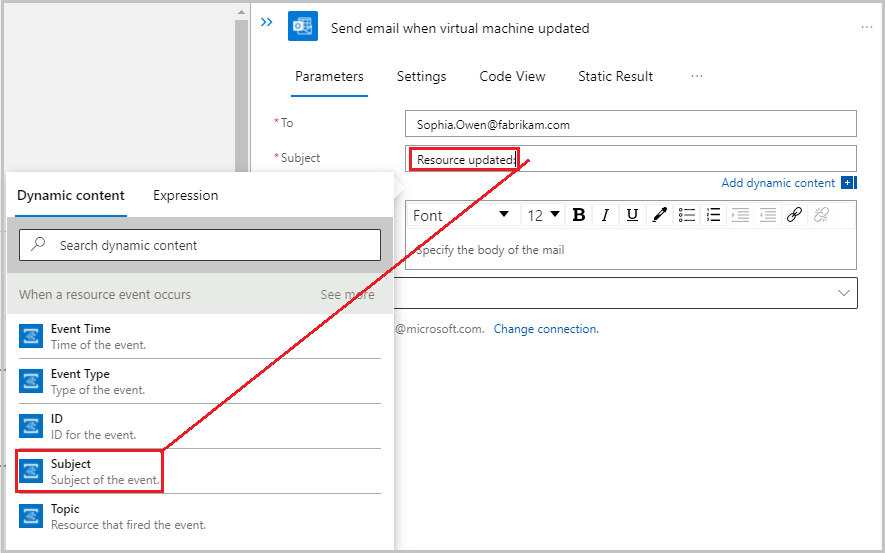 Send email when virtual machine updated
Parameters Settings Code View Static Result ...
*To
Sophia.Owen@fabrikam.com
*Subject
Resource updated:
Add dynamic content
Font 12 B I U
Specify the body of the mail
@microsoft.com. Change connection.
Dynamic content Expression
Search dynamic content
When a resource event occurs See more
Event Time
Time of the event.
Event Type
Type of the event.
ID
ID for the event.
Subject
Subject of the event.
Topic
Resource that fired the event.